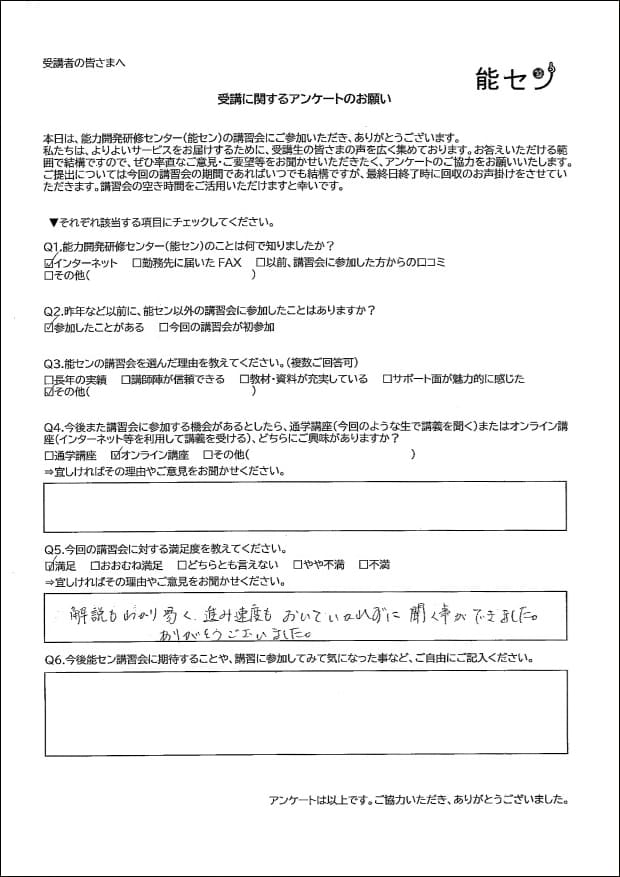 受講者の皆さまへ
能セン
受講に関するアンケートのお願い
本日は、能力開発研修センター(能セン)の講習会にご参加いただき、ありがとうございます。
私たちは、よりよいサービスをお届けするために、受講生の皆さまの声を広く集めております。お答えいただける範
囲で結構ですので、ぜひ率直なご意見・ご要望等をお聞かせいただきたく、アンケートのご協力をお願いいたします。
ご提出については今回の講習会の期間であればいつでも結構ですが、最終日終了時に回収のお声掛けをさせてい
ただきます。講習会の空き時間をご活用いただけますと幸いです。
▼それぞれ該当する項目にチェックしてください。
Q1.能力開発研修センター(能セン)のことは何で知りましたか？
☑インターネット □勤務先に届いた FAX □以前、講習会に参加した方からの口コミ
□その他( )
Q2.昨年など以前に、能セン以外の講習会に参加したことはありますか？
☑参加したことがある □今回の講習会が初参加
Q3.能センの講習会を選んだ理由を教えてください。(複数ご回答可)
□長年の実績 □講師陣が信頼できる □教材・資料が充実している □サポート面が魅力的に感じた
☑その他( )
Q4.今後また講習会に参加する機会があるとしたら、通学講座(今回のような生で講義を聞く)またはオンライン講
座(インターネット等を利用して講義を受ける)、どちらにご興味がありますか？
□通学講座 ☑オンライン講座 □その他( )
⇒宜しければその理由やご意見をお聞かせください。
Q5.今回の講習会に対する満足度を教えてください。
☑満足 □おおむね満足 □どちらとも言えない □やや不満 □不満
⇒宜しければその理由やご意見をお聞かせください。
解説もわかり易く、進み速度も おいていかれずに 聞く事ができました。
ありがとうございました。
Q6.今後能セン講習会に期待することや、講習に参加してみて気になった事など、ご自由にご記入ください。
アンケートは以上です。ご協力いただき、ありがとうございました。